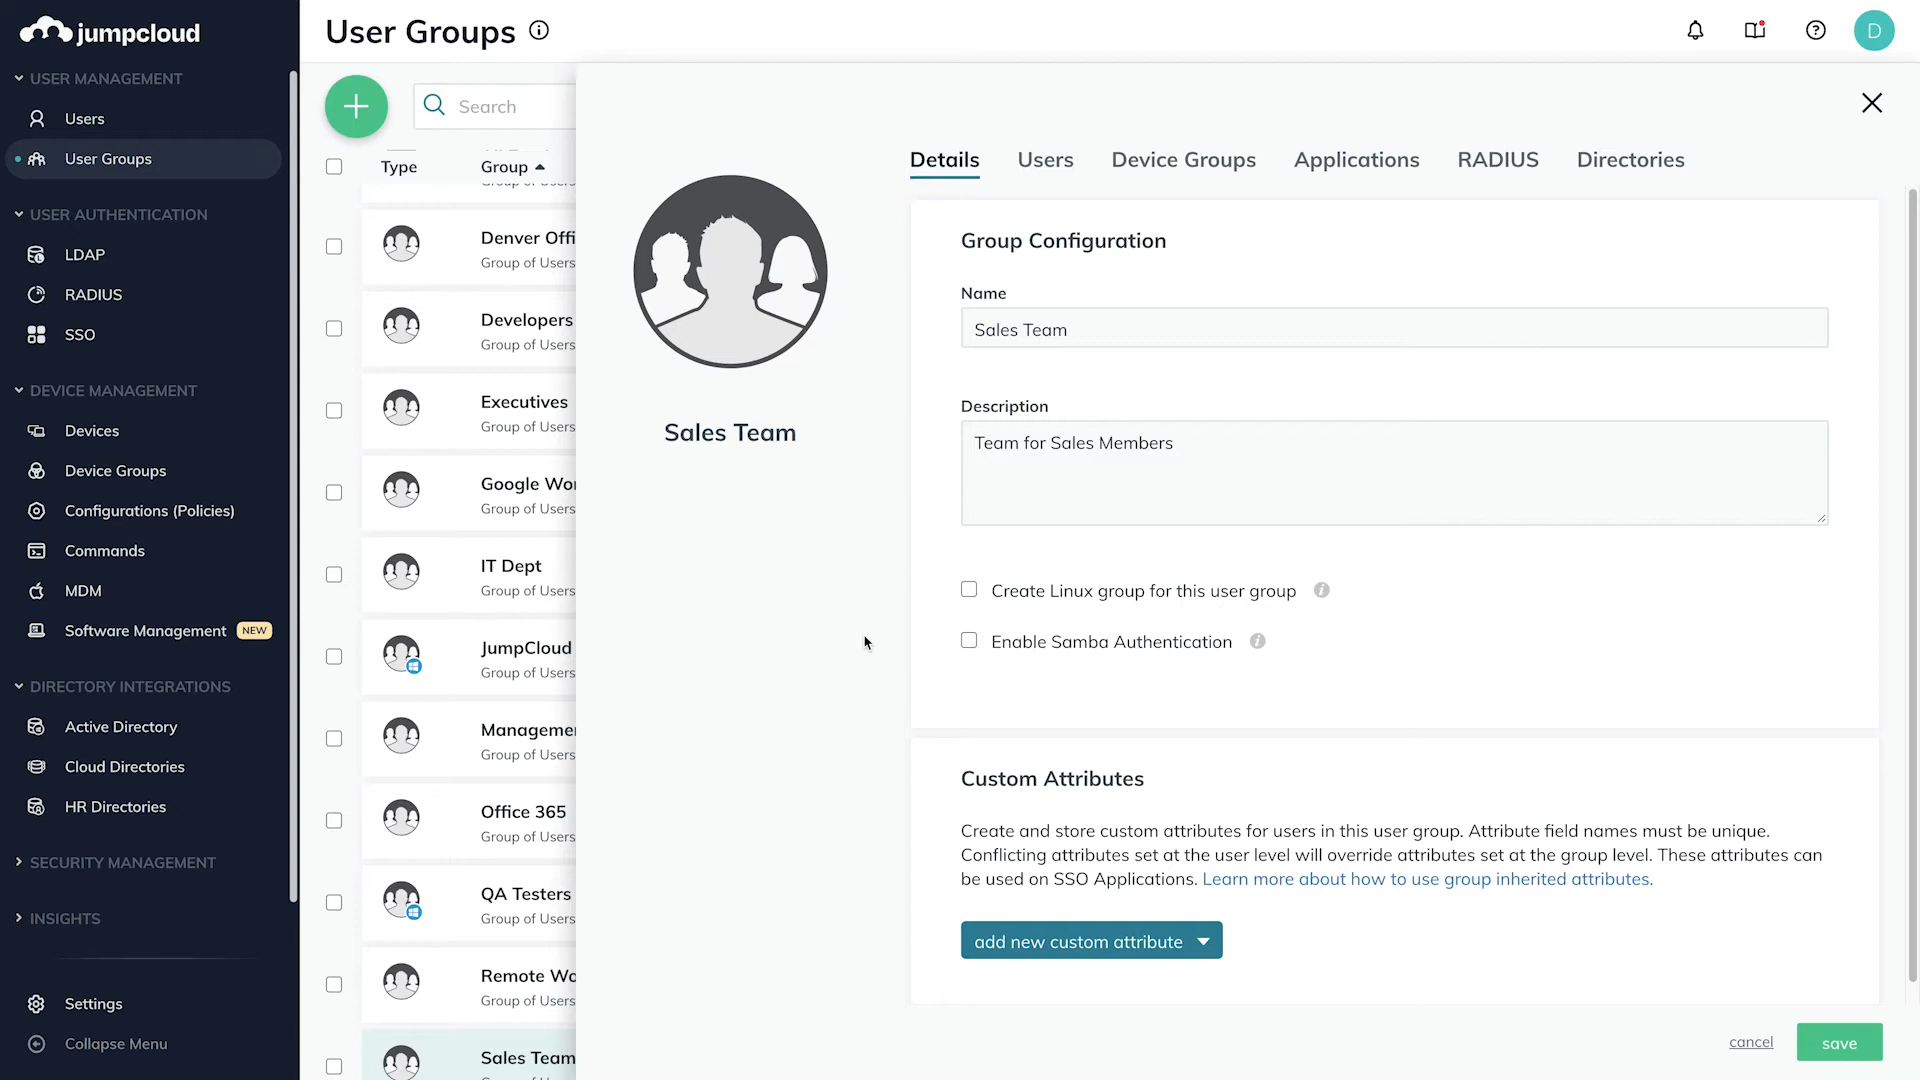 jumpcloud
USER MANAGEMENT
Users
User Groups
USER AUTHENTICATION
LDAP
RADIUS
SSO
DEVICE MANAGEMENT
Devices
Device Groups
Configurations (Policies)
Commands
MDM
Software Management NEW
DIRECTORY INTEGRATIONS
Active Directory
Cloud Directories
HR Directories
SECURITY MANAGEMENT
INSIGHTS
Settings
Collapse Menu
User Groups
D
Search
Type Group
Group of Users
Denver Offi
Group of Users
Developers
Group of Users
Executives
Group of Users
Google Wor
Group of Users
IT Dept
Group of Users
JumpCloud
Group of Users
Managemen
Group of Users
Office 365
Group of Users
QA Testers
Group of Users
Remote Wo
Group of Users
Sales Team
Sales Team
Details Users Device Groups Applications RADIUS Directories
Group Configuration
Name
Sales Team
Description
Team for Sales Members
Create Linux group for this user group
Enable Samba Authentication
Custom Attributes
Create and store custom attributes for users in this user group. Attribute field names must be unique.
Conflicting attributes set at the user level will override attributes set at the group level. These attributes can
be used on SSO Applications. Learn more about how to use group inherited attributes.
add new custom attribute
cancel save